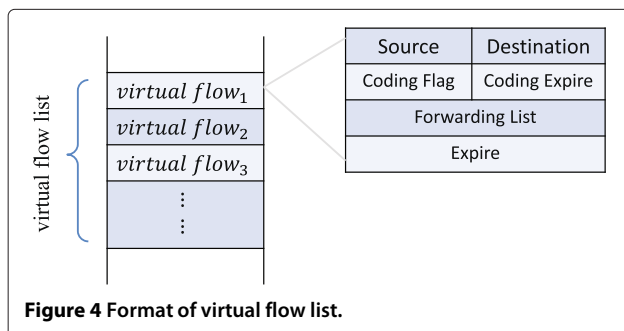 virtual flow list
virtual flow₁
virtual flow₂
virtual flow₃
⋮
⋮
Source Destination
Coding Flag Coding Expire
Forwarding List
Expire
Figure 4 Format of virtual flow list.